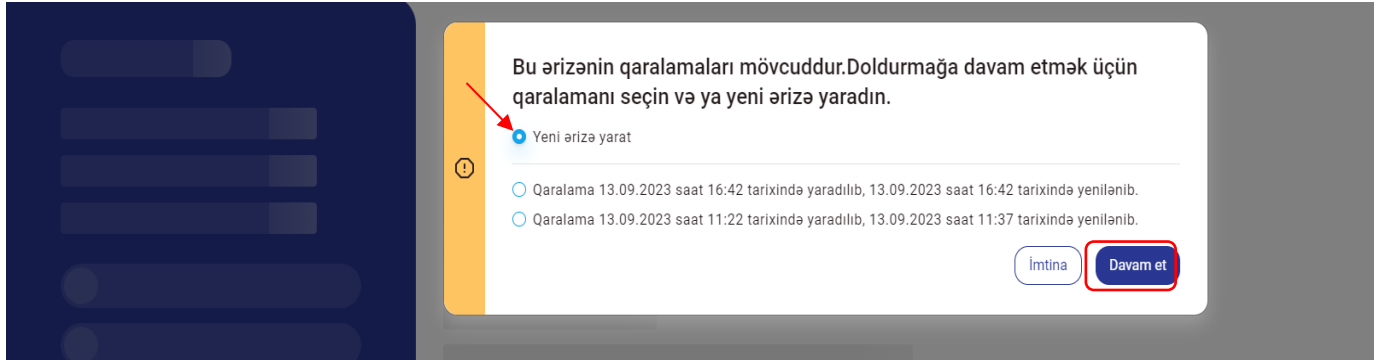 Bu ərizənin qaralamaları mövcuddur.Doldurmağa davam etmək üçün
qaralamanı seçin və ya yeni ərizə yaradın.
Yeni ərizə yarat
Qaralama 13.09.2023 saat 16:42 tarixində yaradılıb, 13.09.2023 saat 16:42 tarixində yenilənib.
Qaralama 13.09.2023 saat 11:22 tarixində yaradılıb, 13.09.2023 saat 11:37 tarixində yenilənib.
İmtina
Davam et